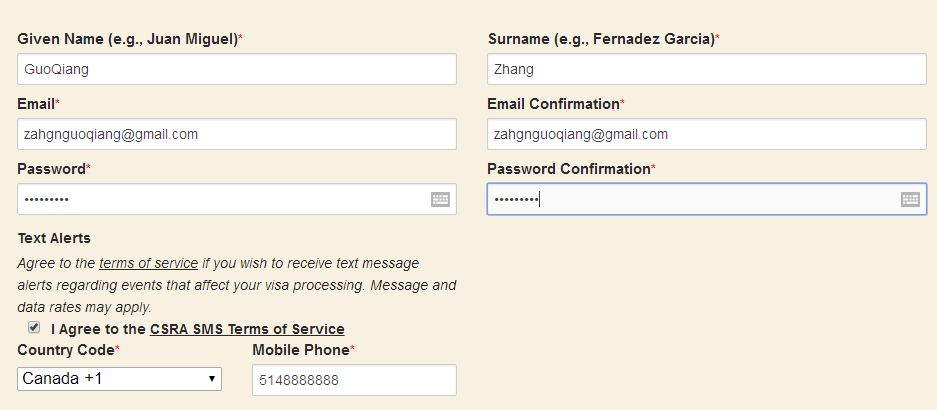 Given Name (e.g., Juan Miguel)* Surname (e.g., Fernadez Garcia)*
GuoQiang Zhang
Email* Email Confirmation*
zahgnguoqiang@gmail.com zahgnguoqiang@gmail.com
Password* Password Confirmation*
••••••••• •••••••••
Text Alerts
Agree to the terms of service if you wish to receive text message
alerts regarding events that affect your visa processing. Message and
data rates may apply.
I Agree to the CSRA SMS Terms of Service
Country Code* Mobile Phone*
Canada +1 5148888888